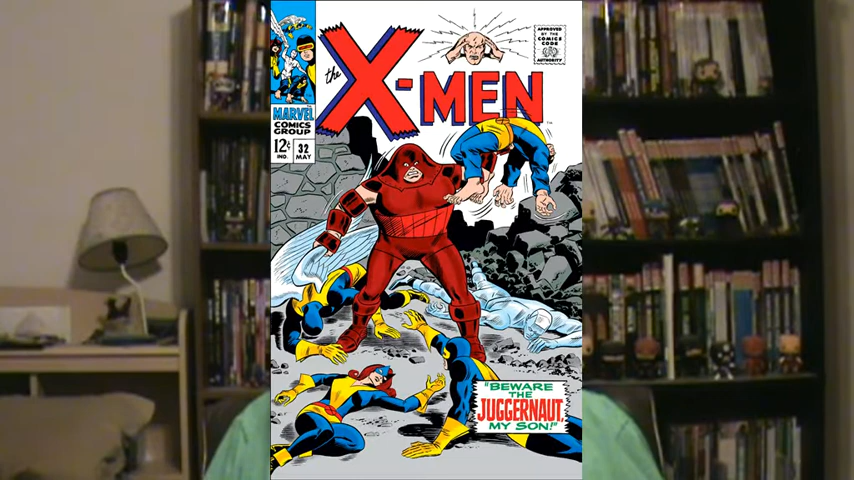 the
X-MEN
TM
APPROVED
BY THE
COMICS
CODE
AUTHORITY
MARVEL
COMICS
GROUP
12¢
IND.
32
MAY
"BEWARE
THE
JUGGERNAUT,
MY SON!"